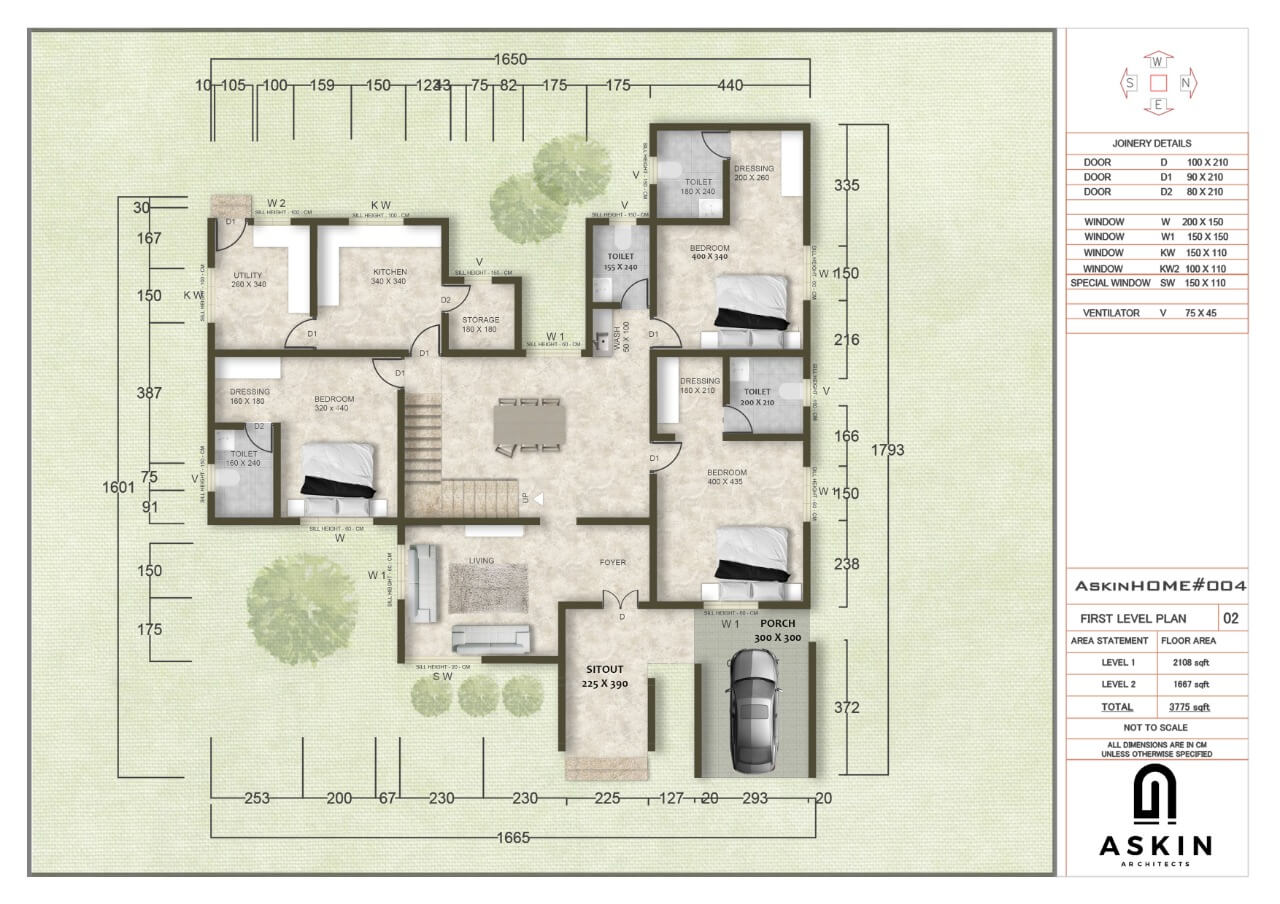 1650
10 105 100 159 150 123 43 75 82 175 175 440
W
S N
E
JOINERY DETAILS
DOOR D 100 X 210
DOOR D1 90 X 210
DOOR D2 80 X 210
WINDOW W 200 X 150
WINDOW W1 150 X 150
WINDOW KW 150 X 110
WINDOW KW2 100 X 110
SPECIAL WINDOW SW 150 X 110
VENTILATOR V 75 X 45
30
167
150
387
75
91
1601
150
175
335
150
216
166
150
238
1793
372
W 2
SILL HEIGHT - 100 - CM
K W
SILL HEIGHT - 100 - CM
V
SILL HEIGHT - 150 - CM
V
SILL HEIGHT - 150 - CM
V
SILL HEIGHT - 150 - CM
TOILET
180 X 240
DRESSING
200 X 260
D1
UTILITY
260 X 340
K W
SILL HEIGHT - 100 - CM
D1
KITCHEN
340 X 340
D2
STORAGE
180 X 180
D1
W 1
SILL HEIGHT - 60 - CM
TOILET
155 X 240
WASH
50 X 100
BEDROOM
400 X 340
W 1
SILL HEIGHT - 60 - CM
D1
DRESSING
160 X 180
BEDROOM
320 x 440
D1
D2
TOILET
160 X 240
V
SILL HEIGHT - 150 - CM
SILL HEIGHT - 60 - CM
W
UP
DRESSING
180 X 210
TOILET
200 X 210
V
SILL HEIGHT - 150 - CM
D1
BEDROOM
400 X 435
W 1
SILL HEIGHT - 60 - CM
LIVING
FOYER
W 1
SILL HEIGHT - 60 - CM
D
SILL HEIGHT - 20 - CM
S W
SILL HEIGHT - 60 - CM
W 1
PORCH
300 X 300
SITOUT
225 X 390
253 200 67 230 230 225 127 20 293 20
1665
ASKINHOME#004
FIRST LEVEL PLAN 02
AREA STATEMENT FLOOR AREA
LEVEL 1 2108 sqft
LEVEL 2 1667 sqft
TOTAL 3775 sqft
NOT TO SCALE
ALL DIMENSIONS ARE IN CM
UNLESS OTHERWISE SPECIFIED
ASKIN
ARCHITECTS